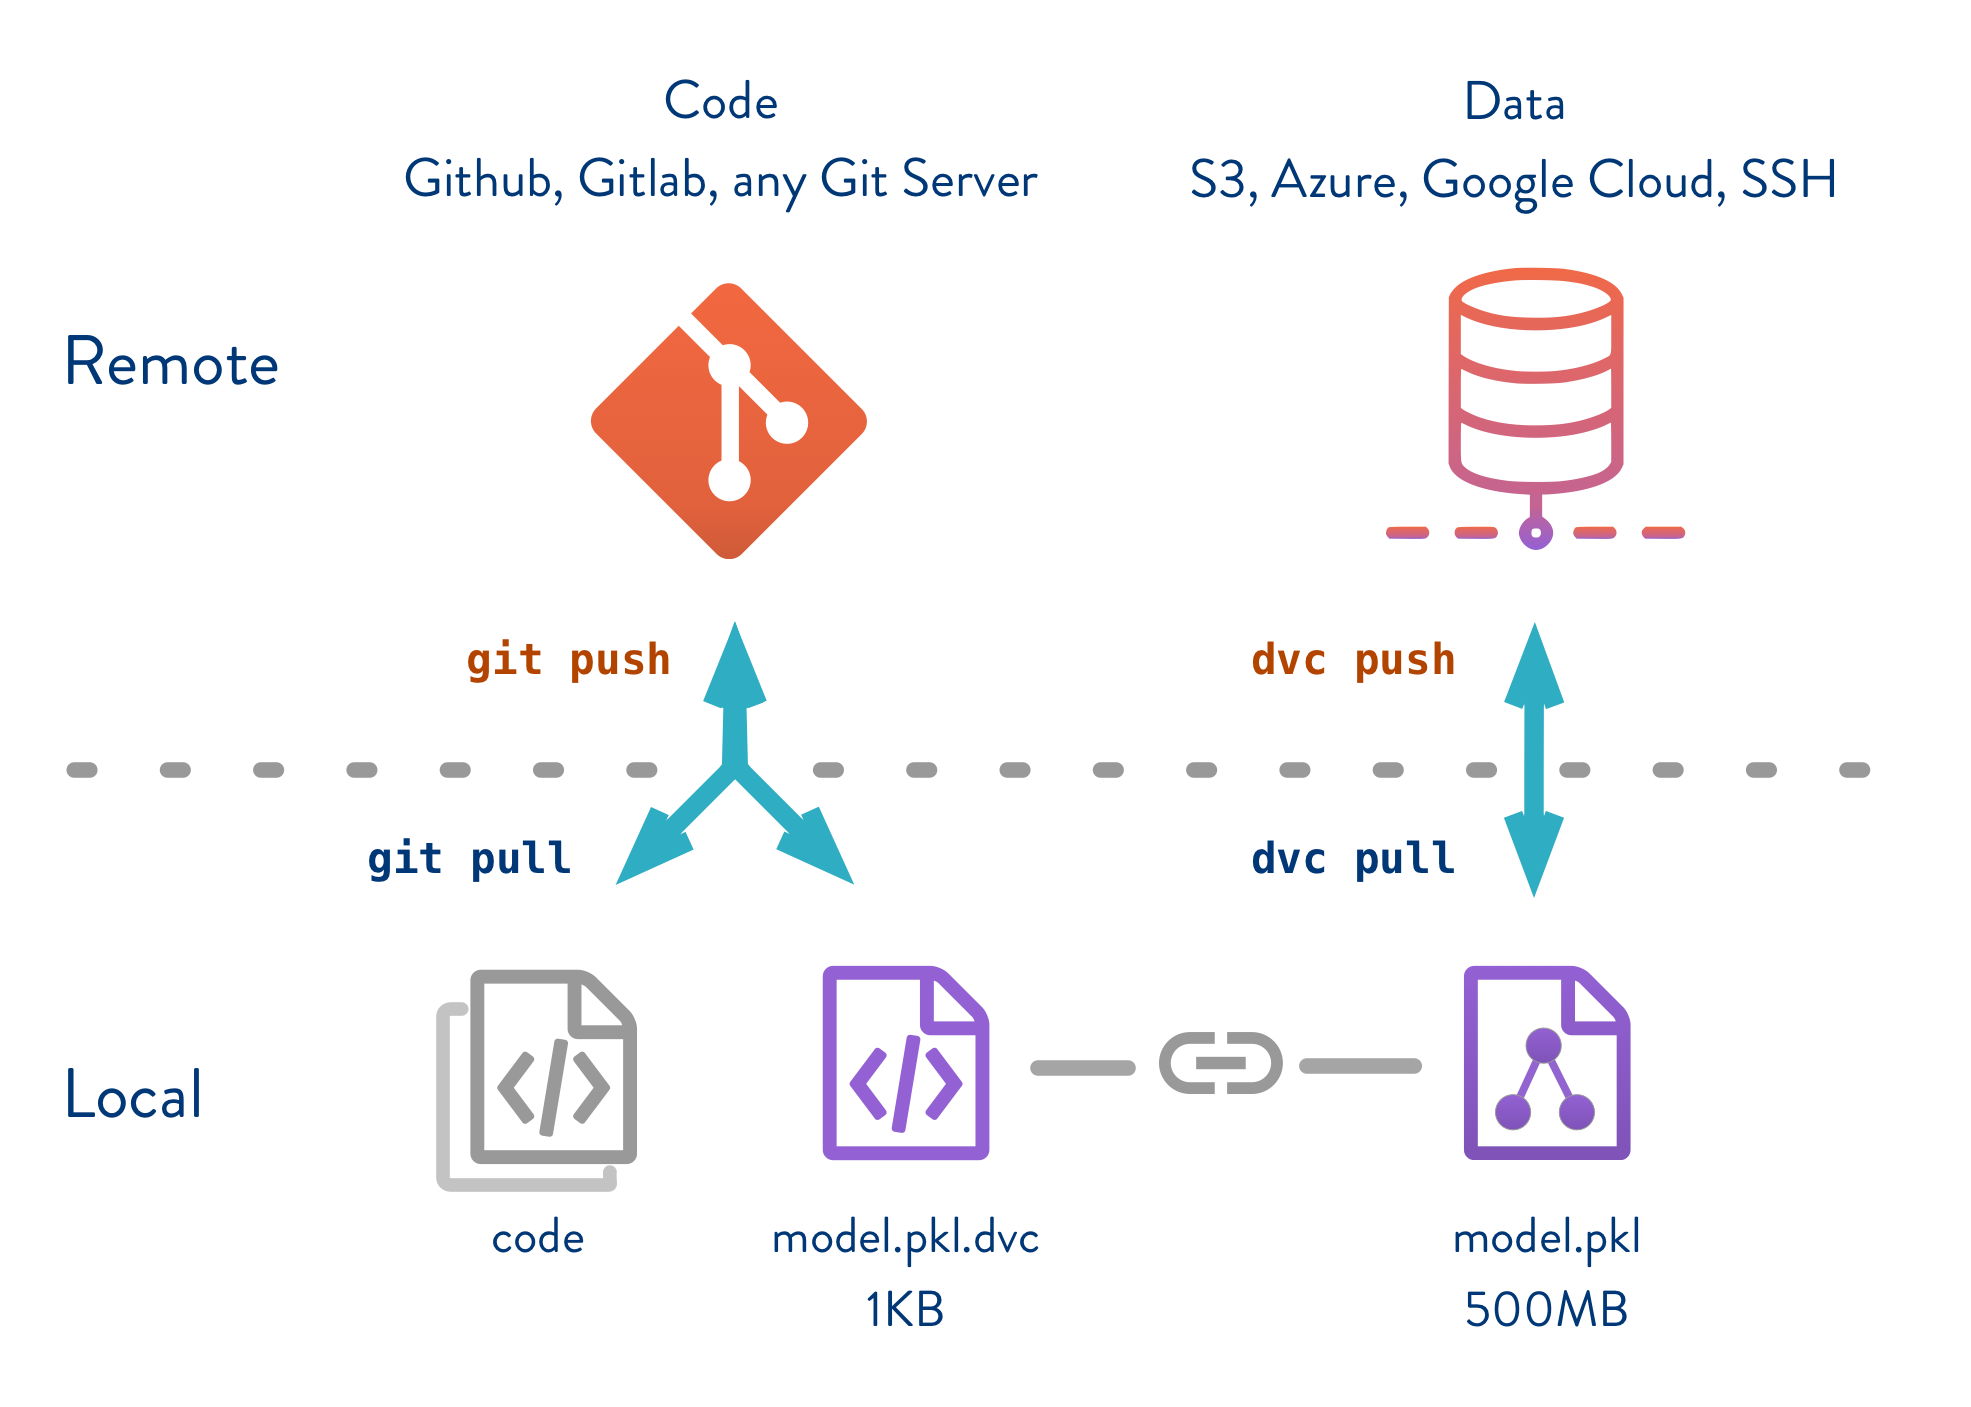 Code
Github, Gitlab, any Git Server
Data
S3, Azure, Google Cloud, SSH
Remote
git push
dvc push
git pull
dvc pull
Local
code
model.pkl.dvc
1KB
model.pkl
500MB